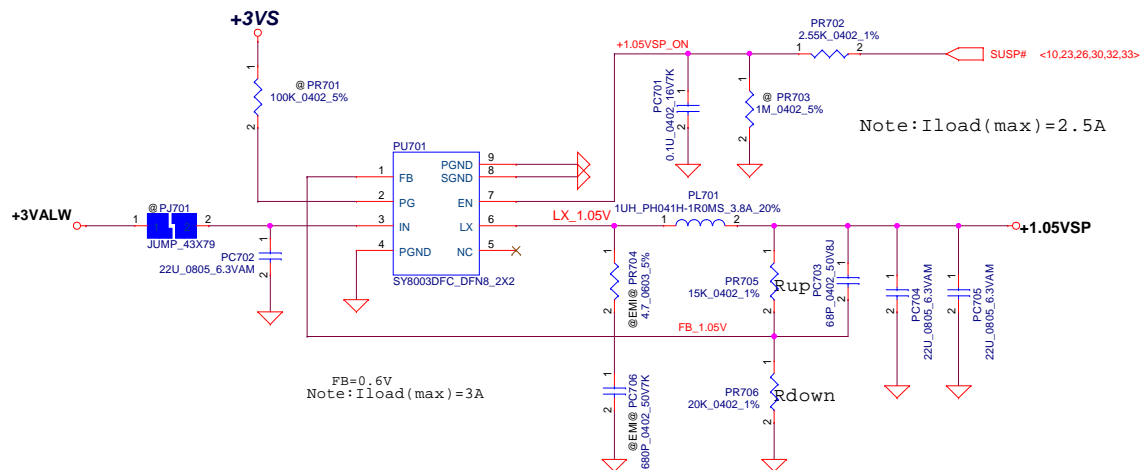 +3VS
1
@ PR701
100K_0402_5%
2
+1.05VSP_ON
PR702
2.55K_0402_1%
1
2
SUSP# <10,23,26,30,32,33>
1
PC701
0.1U_0402_16V7K
2
1
@ PR703
1M_0402_5%
2
Note:Iload(max)=2.5A
PU701
1
FB
2
PG
3
IN
4
PGND
PGND
9
SGND
8
EN
7
LX
6
NC
5
SY8003DFC_DFN8_2X2
+3VALW
@ PJ701
1
1
2
2
JUMP_43X79
1
PC702
22U_0805_6.3VAM
2
LX_1.05V
PL701
1UH_PH041H-1R0MS_3.8A_20%
1
2
+1.05VSP
1
@EMI@ PR704
4.7_0603_5%
2
1
PR705
15K_0402_1%
Rup
2
1
PC703
68P_0402_50V8J
2
1
PC704
22U_0805_6.3VAM
2
1
PC705
22U_0805_6.3VAM
2
FB_1.05V
FB=0.6V
Note:Iload(max)=3A
1
@EMI@ PC706
680P_0402_50V7K
2
1
PR706
20K_0402_1%
Rdown
2